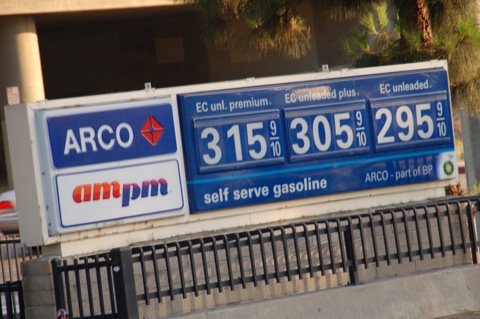 ARCO
ampm
EC unl. premium.
315 9/10
EC unleaded plus.
305 9/10
EC unleaded.
295 9/10
self serve gasoline
ARCO - part of BP